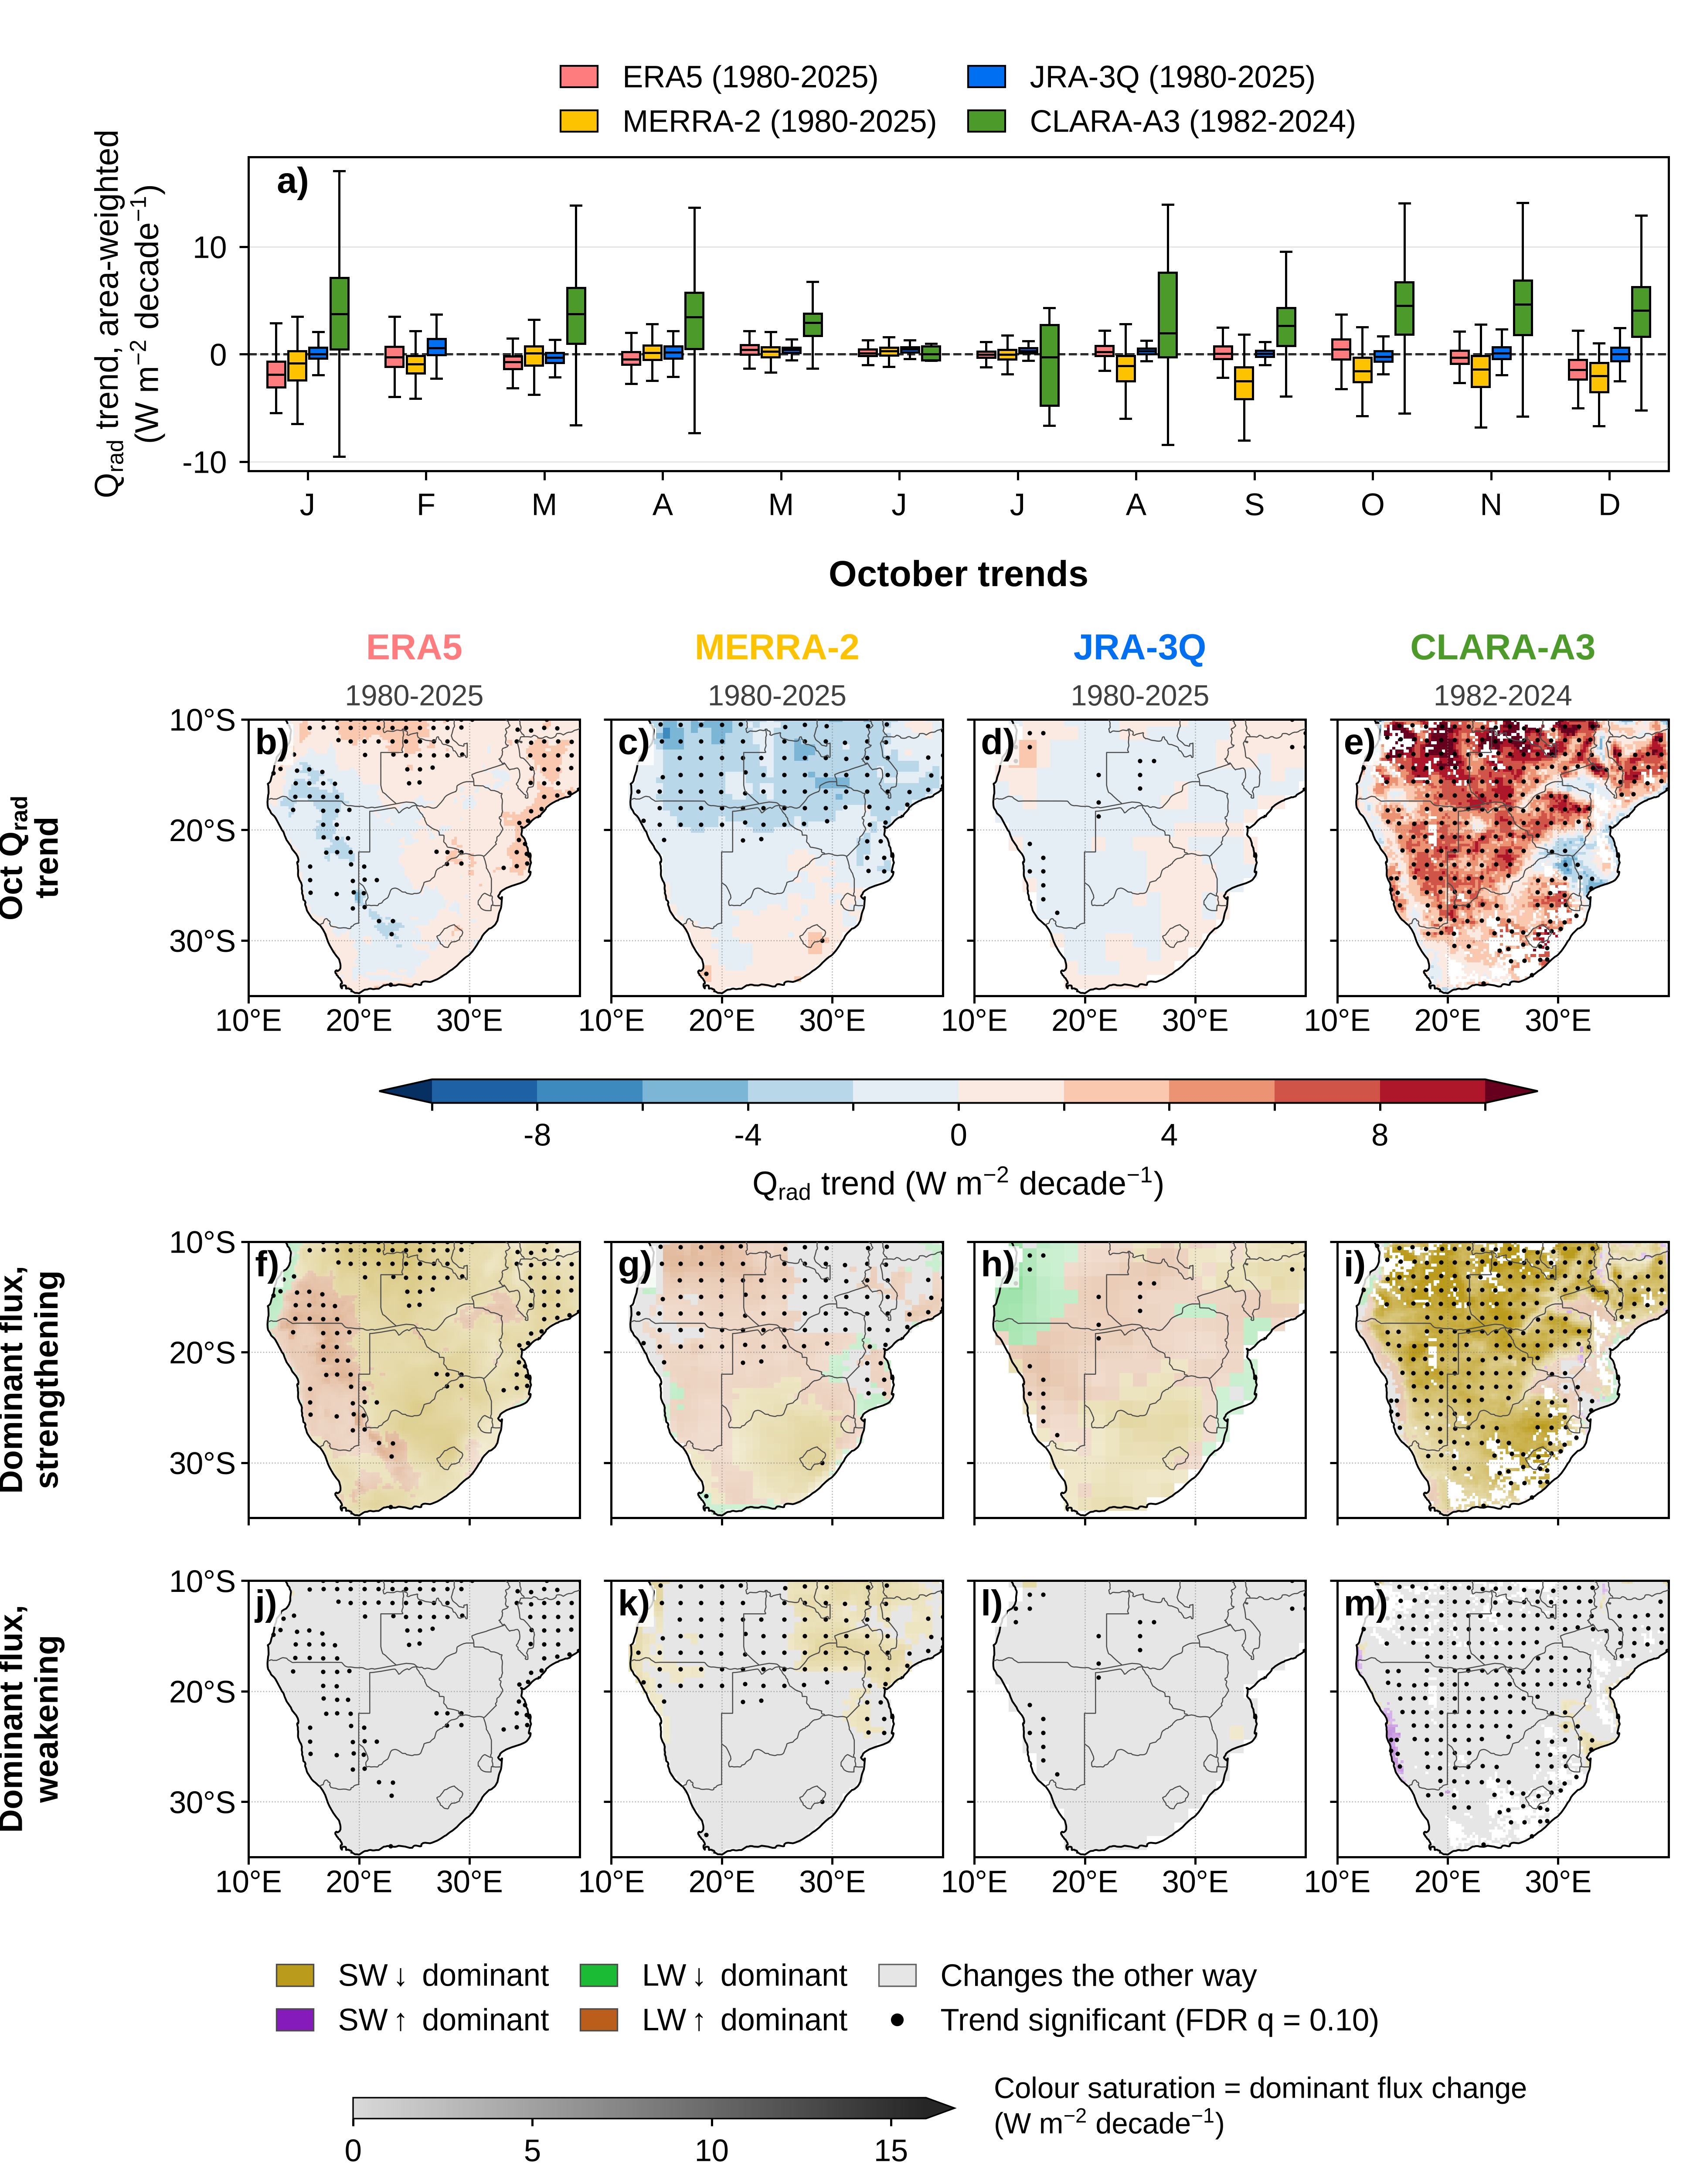 ERA5 (1980-2025)
JRA-3Q (1980-2025)
MERRA-2 (1980-2025)
CLARA-A3 (1982-2024)
Qrad trend, area-weighted
(W m−2 decade−1)
a)
10
0
-10
J F M A M J J A S O N D
October trends
ERA5 MERRA-2 JRA-3Q CLARA-A3
1980-2025 1980-2025 1980-2025 1982-2024
Oct Qrad
trend
10°S
20°S
30°S
b) c) d) e)
10°E 20°E 30°E 10°E 20°E 30°E 10°E 20°E 30°E 10°E 20°E 30°E
-8 -4 0 4 8
Qrad trend (W m−2 decade−1)
Dominant flux,
strengthening
10°S
20°S
30°S
f) g) h) i)
Dominant flux,
weakening
10°S
20°S
30°S
j) k) l) m)
10°E 20°E 30°E 10°E 20°E 30°E 10°E 20°E 30°E 10°E 20°E 30°E
SW↓ dominant
LW↓ dominant
Changes the other way
SW↑ dominant
LW↑ dominant
Trend significant (FDR q = 0.10)
0 5 10 15
Colour saturation = dominant flux change
(W m−2 decade−1)